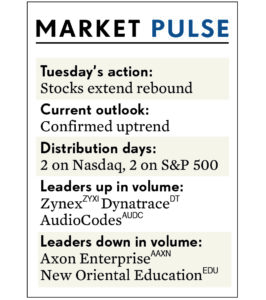 MARKET PULSE
Tuesday's action:
Stocks extend rebound
Current outlook:
Confirmed uptrend
Distribution days:
2 on Nasdaq, 2 on S&P 500
Leaders up in volume:
ZynexZYXI DynatraceDT
AudioCodesAUDC
Leaders down in volume:
Axon EnterpriseAAXN
New Oriental EducationEDU